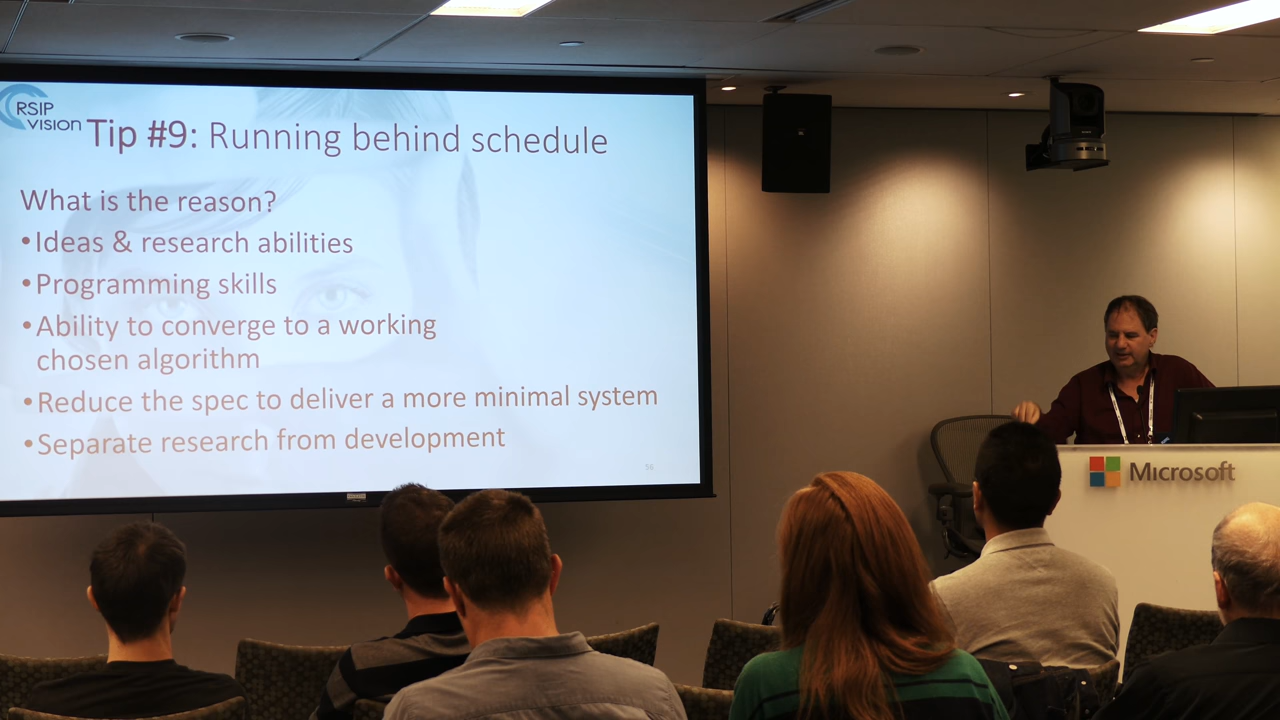 RSIP
VISION
Tip #9: Running behind schedule
What is the reason?
•Ideas & research abilities
•Programming skills
•Ability to converge to a working
chosen algorithm
•Reduce the spec to deliver a more minimal system
•Separate research from development
56
Microsoft